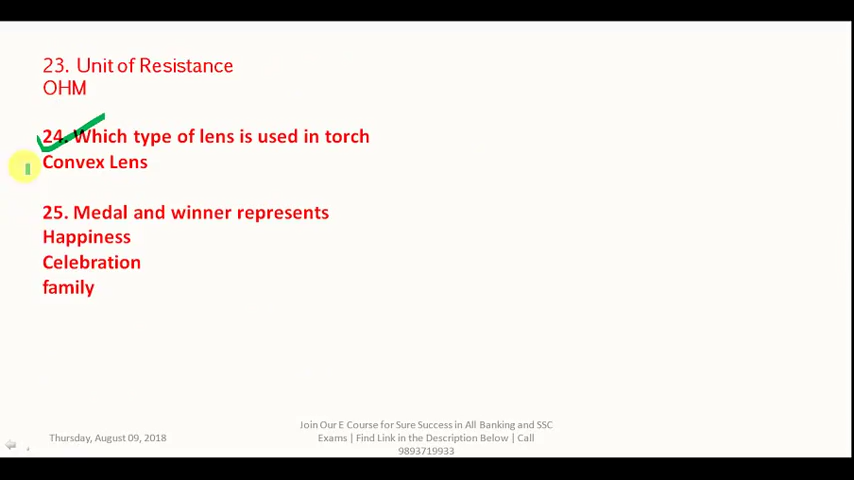 23. Unit of Resistance
OHM
24. Which type of lens is used in torch
Convex Lens
25. Medal and winner represents
Happiness
Celebration
family
Thursday, August 09, 2018
Join Our E Course for Sure Success in All Banking and SSC
Exams | Find Link in the Description Below | Call
9893719933